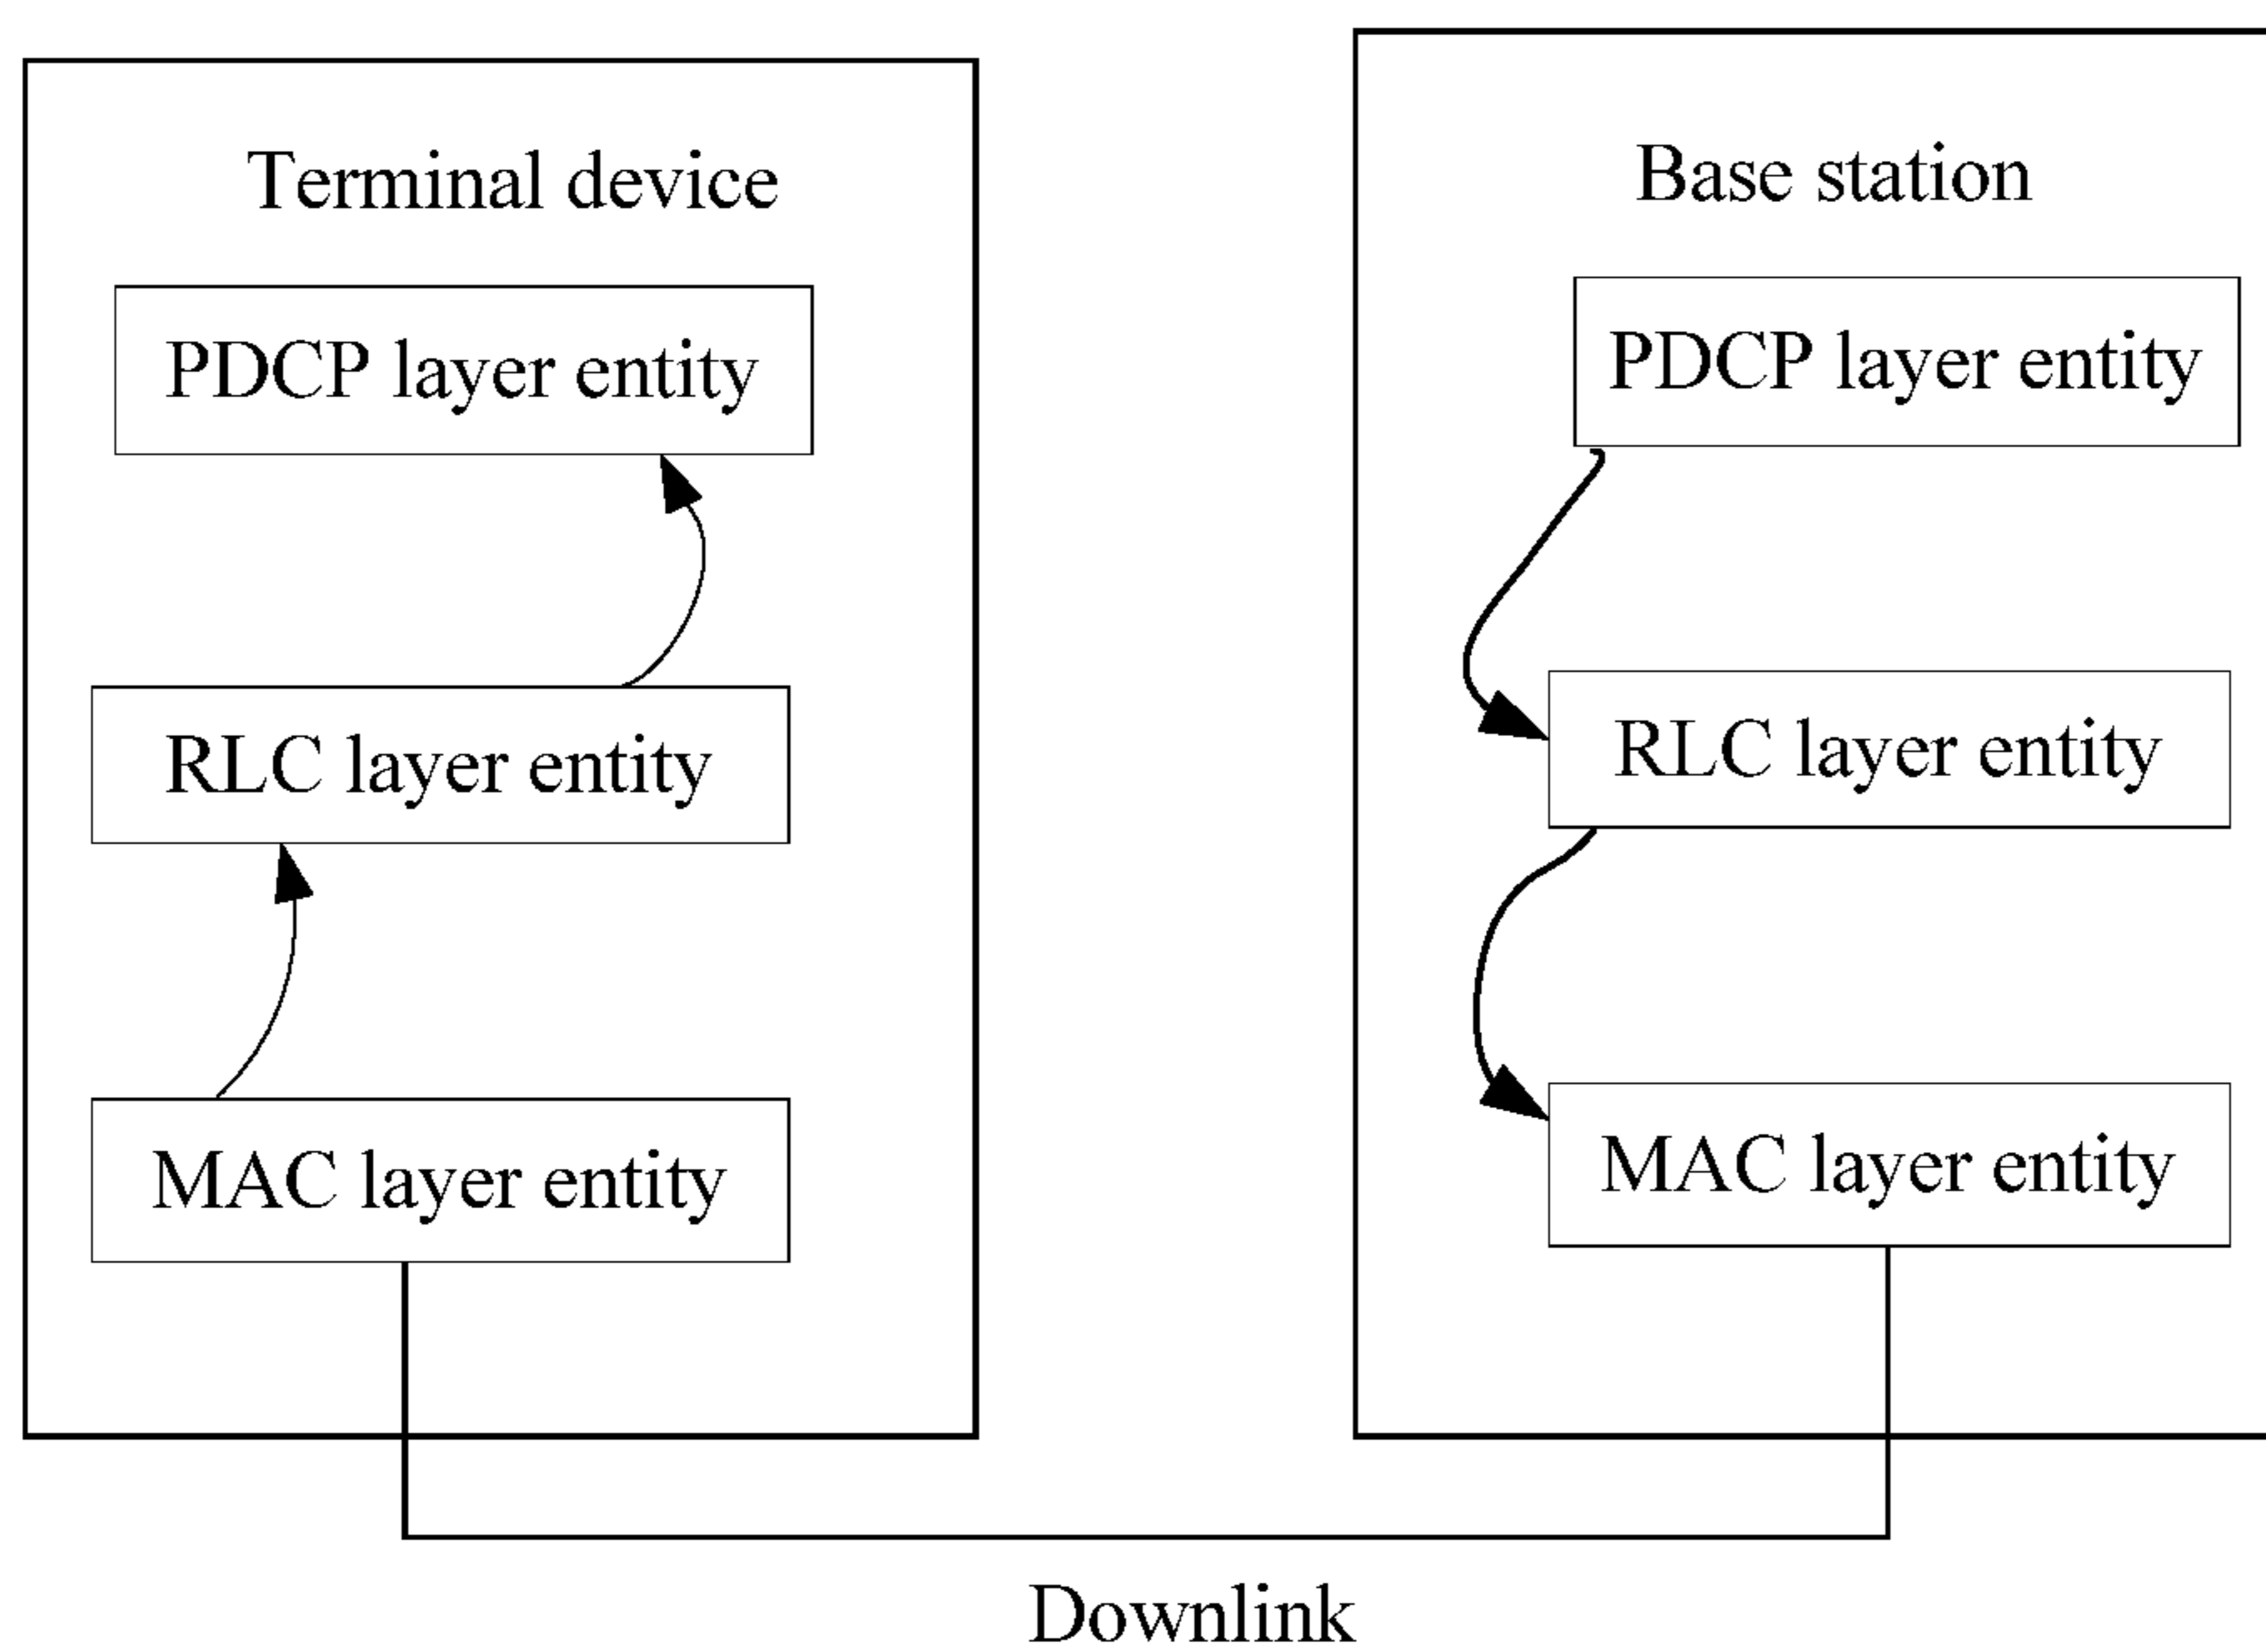 Terminal device
PDCP layer entity
RLC layer entity
MAC layer entity
Base station
PDCP layer entity
RLC layer entity
MAC layer entity
Downlink